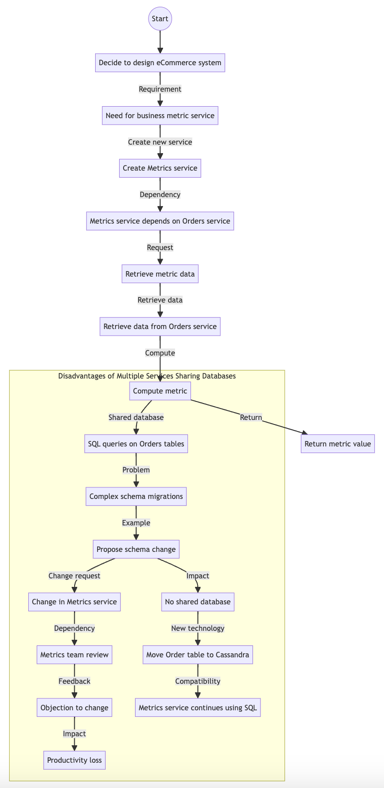 Start
Decide to design eCommerce system
Requirement
Need for business metric service
Create new service
Create Metrics service
Dependency
Metrics service depends on Orders service
Request
Retrieve metric data
Retrieve data
Retrieve data from Orders service
Compute
Disadvantages of Multiple Services Sharing Databases
Compute metric
Shared database
Return
SQL queries on Orders tables
Return metric value
Problem
Complex schema migrations
Example
Propose schema change
Change request
Impact
Change in Metrics service
No shared database
Dependency
New technology
Metrics team review
Move Order table to Cassandra
Feedback
Compatibility
Objection to change
Metrics service continues using SQL
Impact
Productivity loss